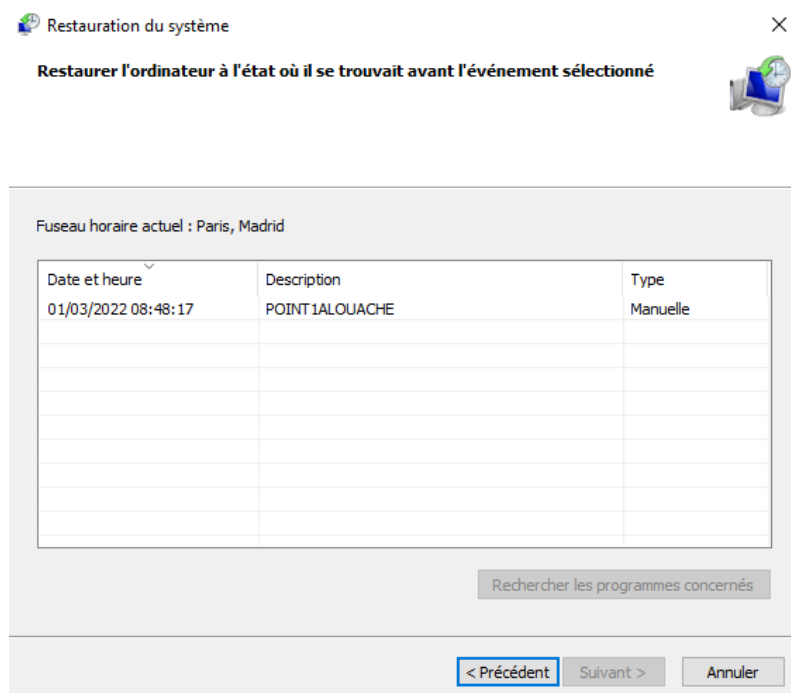 Restauration du système
Restaurer l'ordinateur à l'état où il se trouvait avant l'événement sélectionné
Fuseau horaire actuel : Paris, Madrid
Date et heure Description Type
01/03/2022 08:48:17 POINT1ALOUACHE Manuelle
Rechercher les programmes concernés
< Précédent Suivant > Annuler